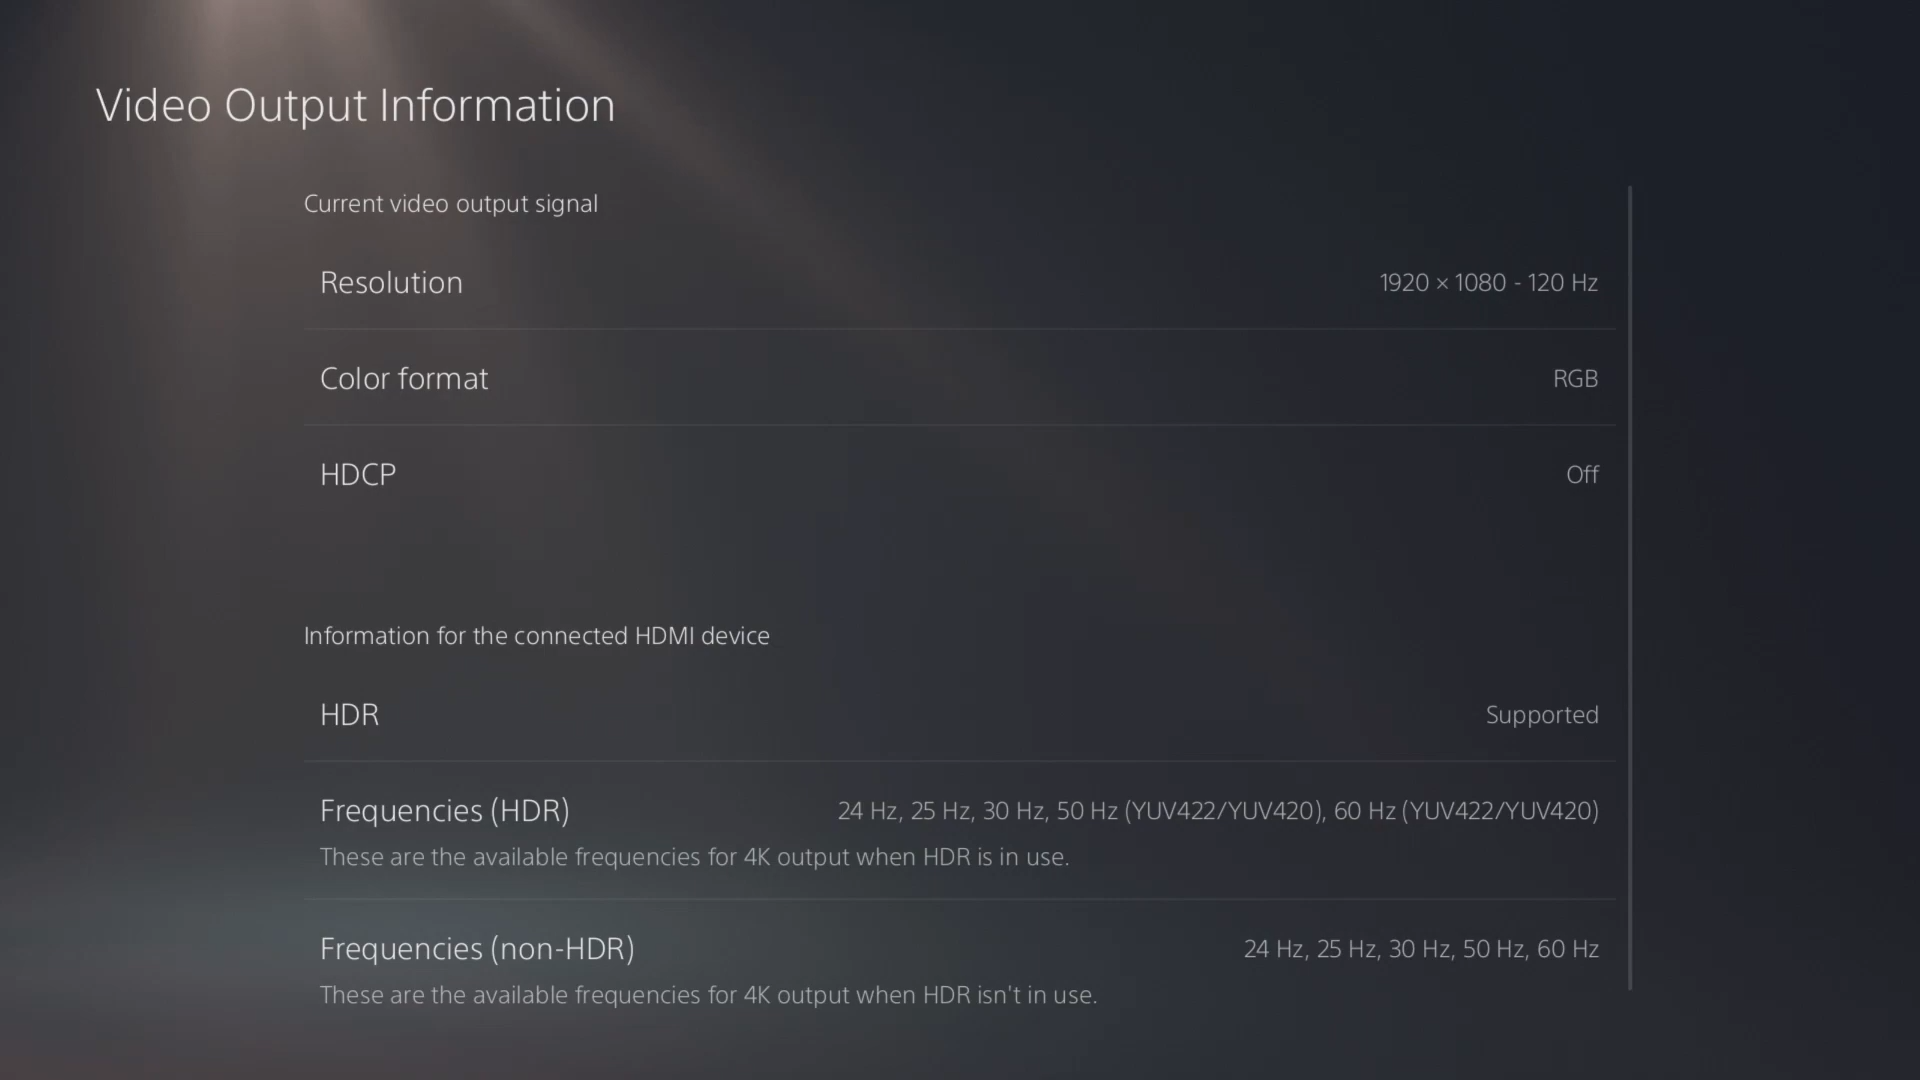 Video Output Information
Current video output signal
Resolution 1920 × 1080 - 120 Hz
Color format RGB
HDCP Off
Information for the connected HDMI device
HDR Supported
Frequencies (HDR) 24 Hz, 25 Hz, 30 Hz, 50 Hz (YUV422/YUV420), 60 Hz (YUV422/YUV420)
These are the available frequencies for 4K output when HDR is in use.
Frequencies (non-HDR) 24 Hz, 25 Hz, 30 Hz, 50 Hz, 60 Hz
These are the available frequencies for 4K output when HDR isn't in use.